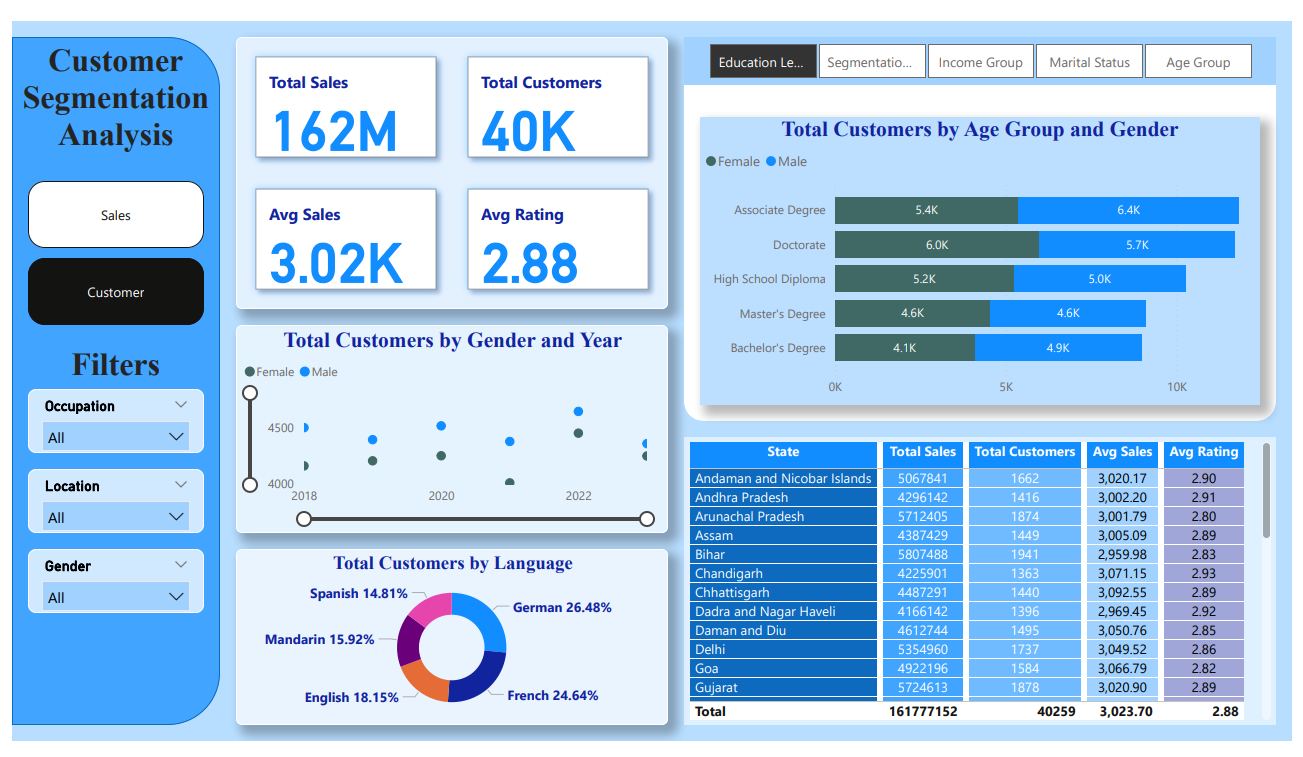 Customer
Segmentation
Analysis
Sales
Customer
Filters
Occupation
All
Location
All
Gender
All
Total Sales
162M
Total Customers
40K
Avg Sales
3.02K
Avg Rating
2.88
Total Customers by Gender and Year
Female Male
4500
4000
2018 2020 2022
Total Customers by Language
Spanish 14.81%
German 26.48%
Mandarin 15.92%
English 18.15%
French 24.64%
Education Le... Segmentatio... Income Group Marital Status Age Group
Total Customers by Age Group and Gender
Female Male
Associate Degree 5.4K 6.4K
Doctorate 6.0K 5.7K
High School Diploma 5.2K 5.0K
Master's Degree 4.6K 4.6K
Bachelor's Degree 4.1K 4.9K
0K 5K 10K
State Total Sales Total Customers Avg Sales Avg Rating
Andaman and Nicobar Islands 5067841 1662 3,020.17 2.90
Andhra Pradesh 4296142 1416 3,002.20 2.91
Arunachal Pradesh 5712405 1874 3,001.79 2.80
Assam 4387429 1449 3,005.09 2.89
Bihar 5807488 1941 2,959.98 2.83
Chandigarh 4225901 1363 3,071.15 2.93
Chhattisgarh 4487291 1440 3,092.55 2.89
Dadra and Nagar Haveli 4166142 1396 2,969.45 2.92
Daman and Diu 4612744 1495 3,050.76 2.85
Delhi 5354960 1737 3,049.52 2.86
Goa 4922196 1584 3,066.79 2.82
Gujarat 5724613 1878 3,020.90 2.89
Total 161777152 40259 3,023.70 2.88